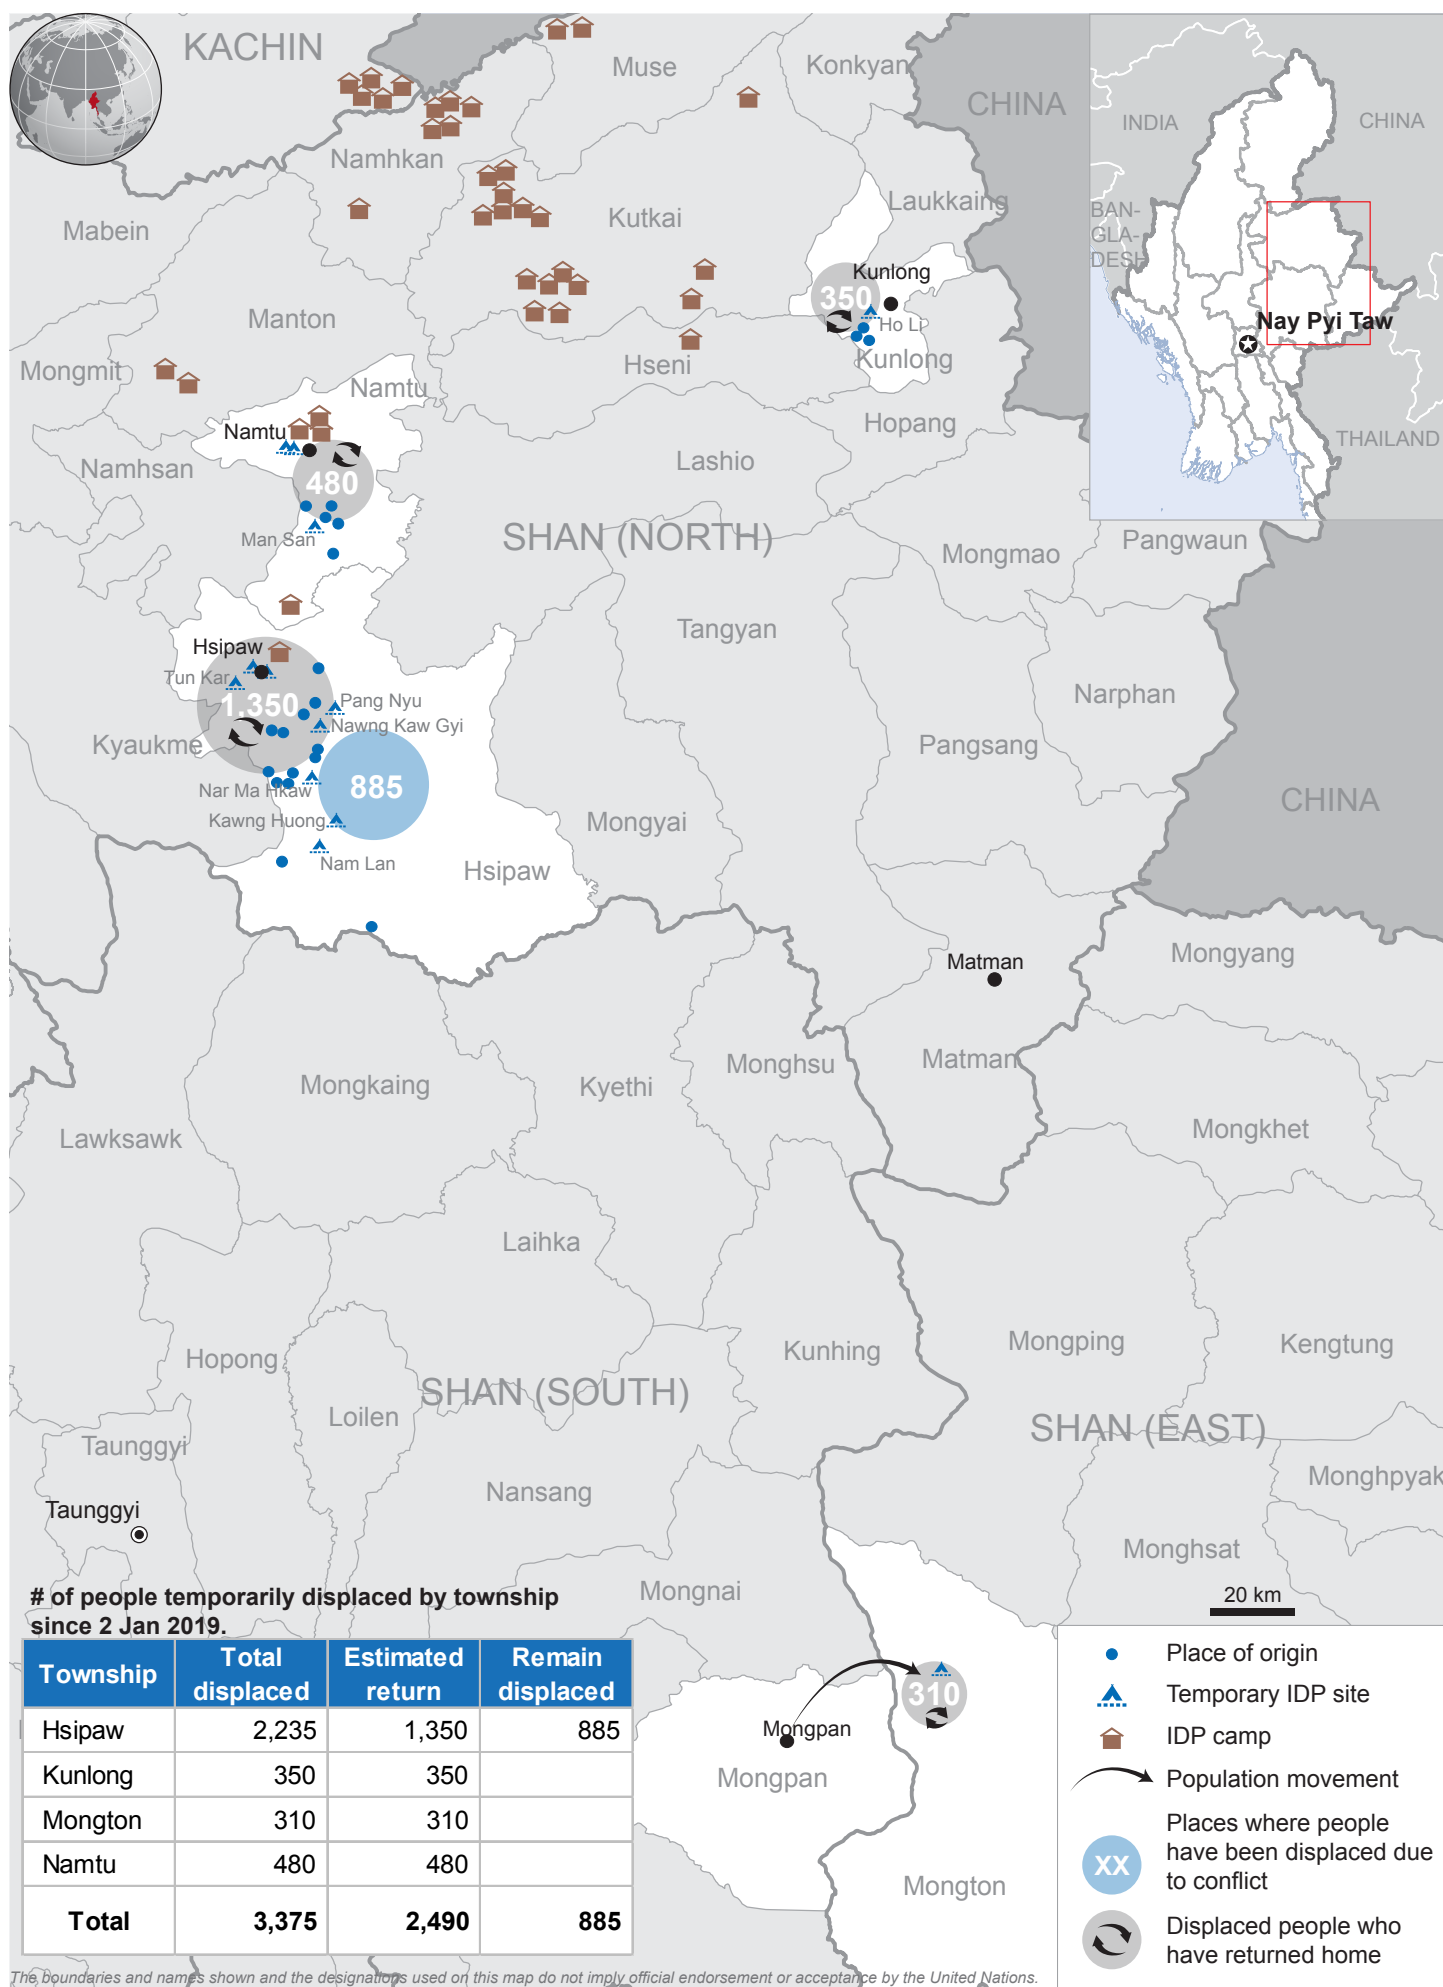 KACHIN
Muse
Konkyan
CHINA
INDIA
CHINA
BAN-
GLA-
DESH
Nay Pyi Taw
THAILAND
Namhkan
Laukkaing
Mabein
Kutkai
Kunlong
350
Ho Li
Kunlong
Manton
Mongmit
Hseni
Namtu
Hopang
Namtu
Namhsan
Lashio
480
Man San
SHAN (NORTH)
Mongmao
Pangwaun
Tangyan
Hsipaw
Tun Kar
Narphan
Pang Nyu
1,350
Nawng Kaw Gyi
Kyaukme
Pangsang
885
Nar Ma Hkaw
CHINA
Kawng Huong
Mongyai
Nam Lan
Hsipaw
Mongyang
Matman
Matman
Monghsu
Mongkaing
Kyethi
Lawksawk
Mongkhet
Laihka
Mongping
Kengtung
Kunhing
Hopong
SHAN (SOUTH)
Loilen
SHAN (EAST)
Taunggyi
Monghpyak
Nansang
Taunggyi
Monghsat
Mongnai
20 km
# of people temporarily displaced by township
since 2 Jan 2019.
Township Total displaced Estimated return Remain displaced
Hsipaw 2,235 1,350 885
Kunlong 350 350
Mongton 310 310
Namtu 480 480
Total 3,375 2,490 885
310
Mongpan
Mongpan
Mongton
Place of origin
Temporary IDP site
IDP camp
Population movement
Places where people
have been displaced due
to conflict
XX
Displaced people who
have returned home
The boundaries and names shown and the designations used on this map do not imply official endorsement or acceptance by the United Nations.